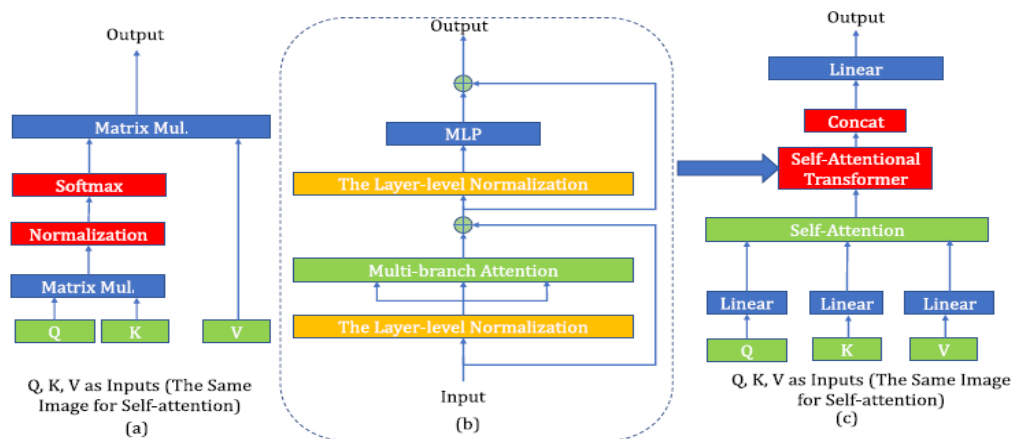 Output
Matrix Mul.
Softmax
Normalization
Matrix Mul.
Q
K
V
Q, K, V as Inputs (The Same
Image for Self-attention)
(a)
Output
MLP
The Layer-level Normalization
Multi-branch Attention
The Layer-level Normalization
Input
(b)
Output
Linear
Concat
Self-Attentional
Transformer
Self-Attention
Linear
Linear
Linear
Q
K
V
Q, K, V as Inputs (The Same Image
for Self-attention)
(c)